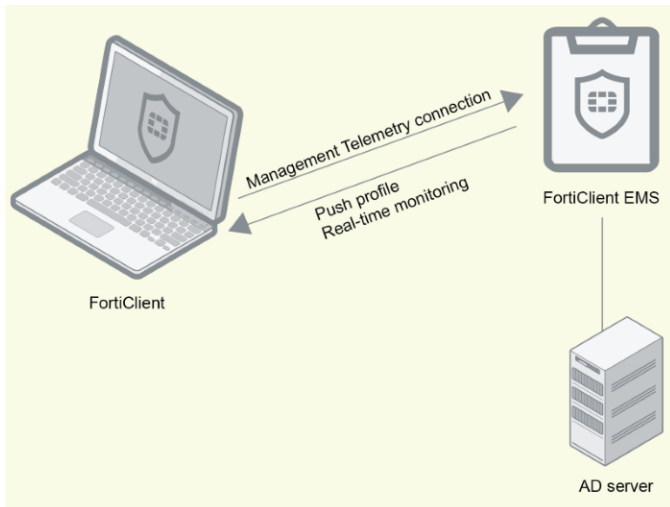 Management Telemetry connection
Push profile
Real-time monitoring
FortiClient EMS
FortiClient
AD server